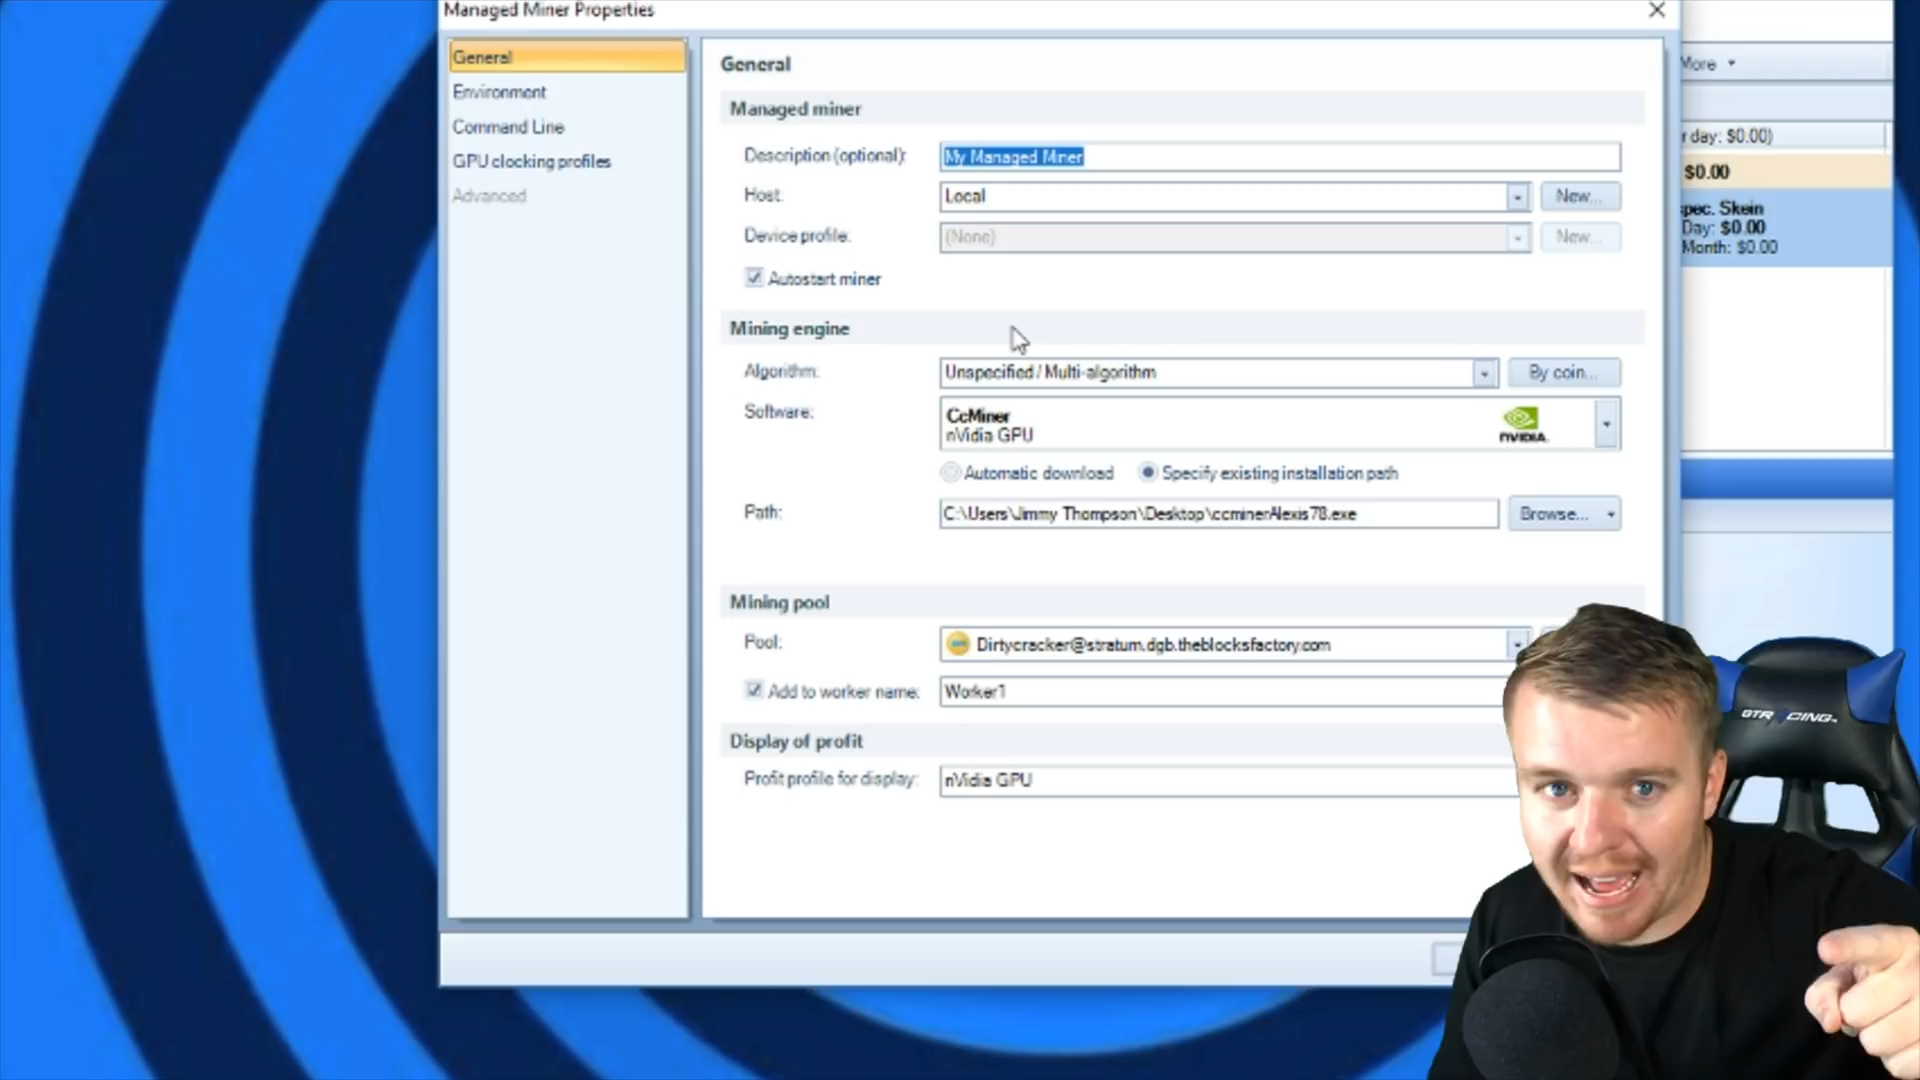 Managed Miner Properties
General
Environment
Command Line
GPU clocking profiles
Advanced
General
Managed miner
Description (optional): My Managed Miner
Host: Local New...
Device profile: (None) New...
Autostart miner
Mining engine
Algorithm: Unspecified / Multi-algorithm By coin...
Software: CcMiner
nVidia GPU
NVIDIA.
Automatic download Specify existing installation path
Path: C:\Users\Jimmy Thompson\Desktop\ccminerAlexis78.exe Browse...
Mining pool
Pool: Dirtycracker@stratum.dgb.theblocksfactory.com
Add to worker name: Worker1
Display of profit
Profit profile for display: nVidia GPU
More
r day: $0.00)
$0.00
spec. Skein
Day: $0.00
Month: $0.00
GTRACING